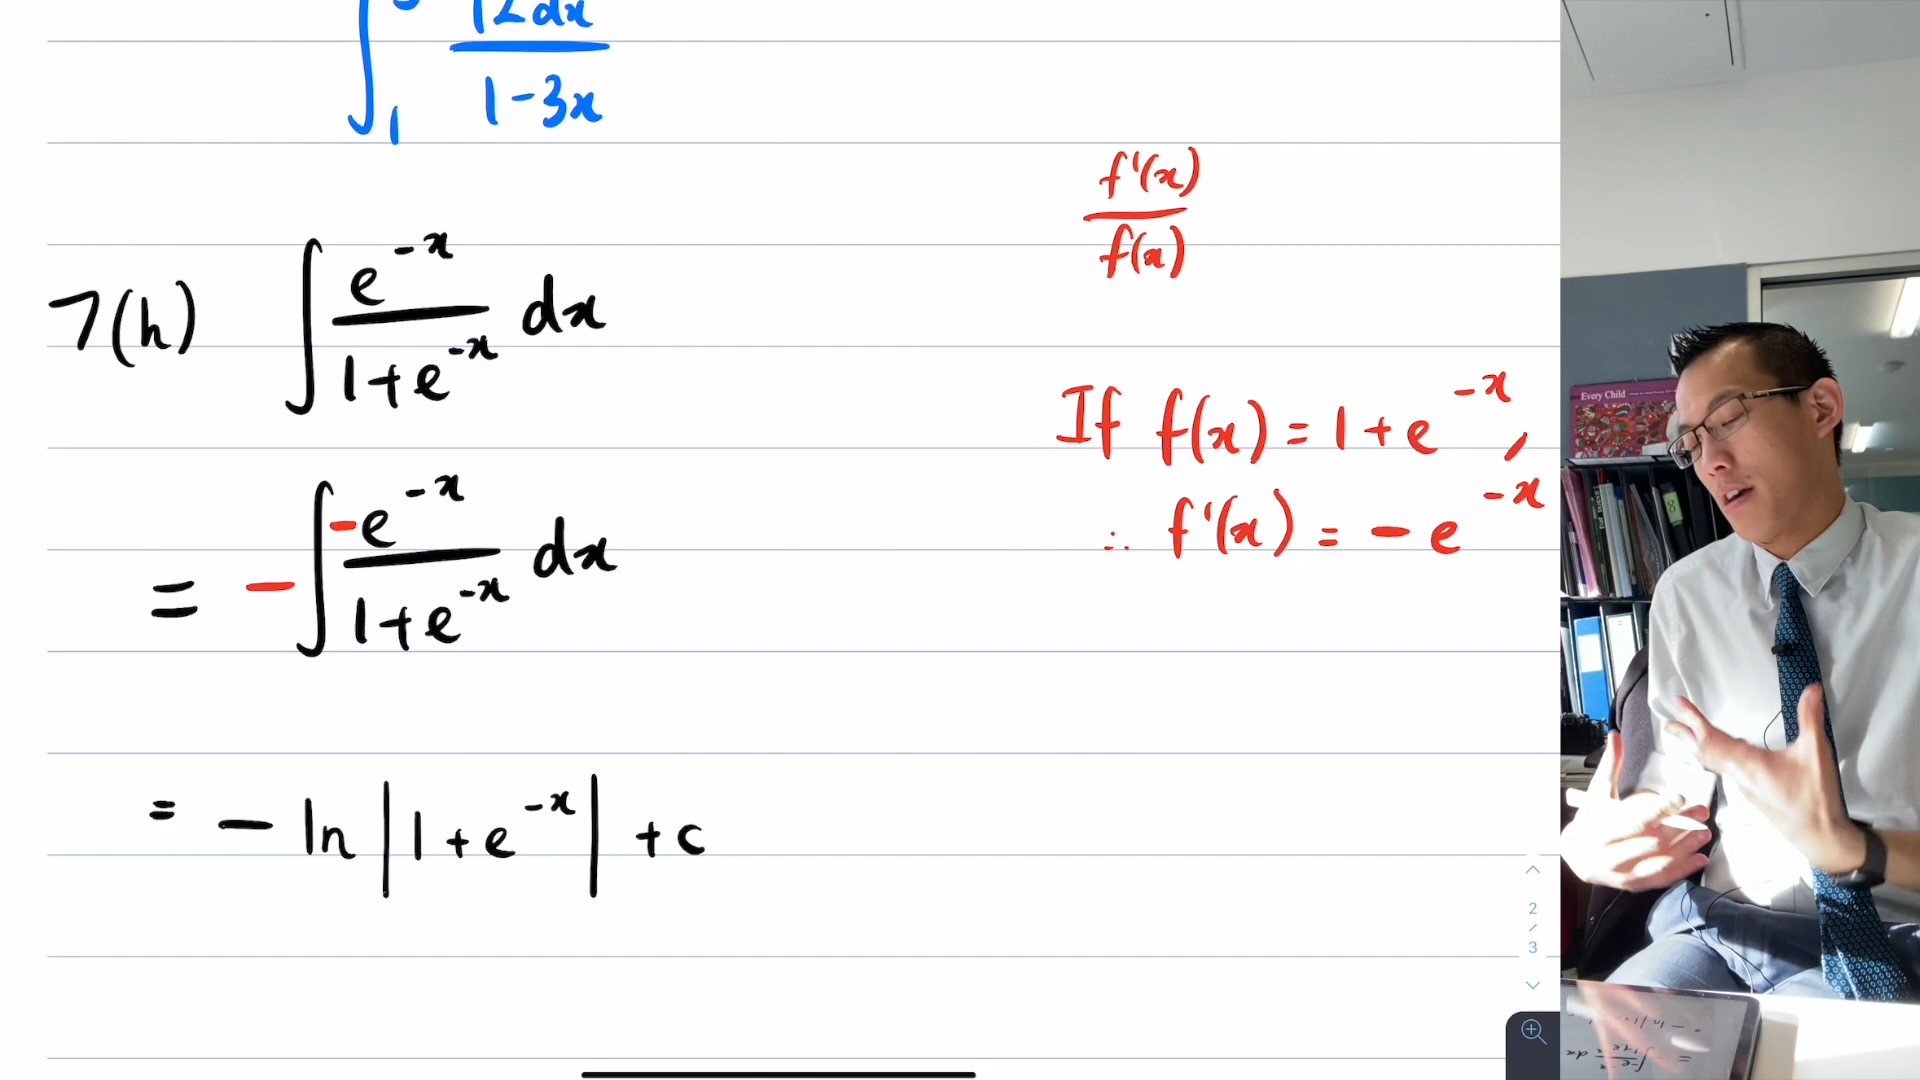 ∫₁ 12dx / 1-3x
f'(x) / f(x)
7(h) ∫ e^-x / 1+e^-x dx
If f(x) = 1+e^-x,
= -∫ -e^-x / 1+e^-x dx
∴ f'(x) = -e^-x
= - ln |1+e^-x| + c
Every Child
2
/
3